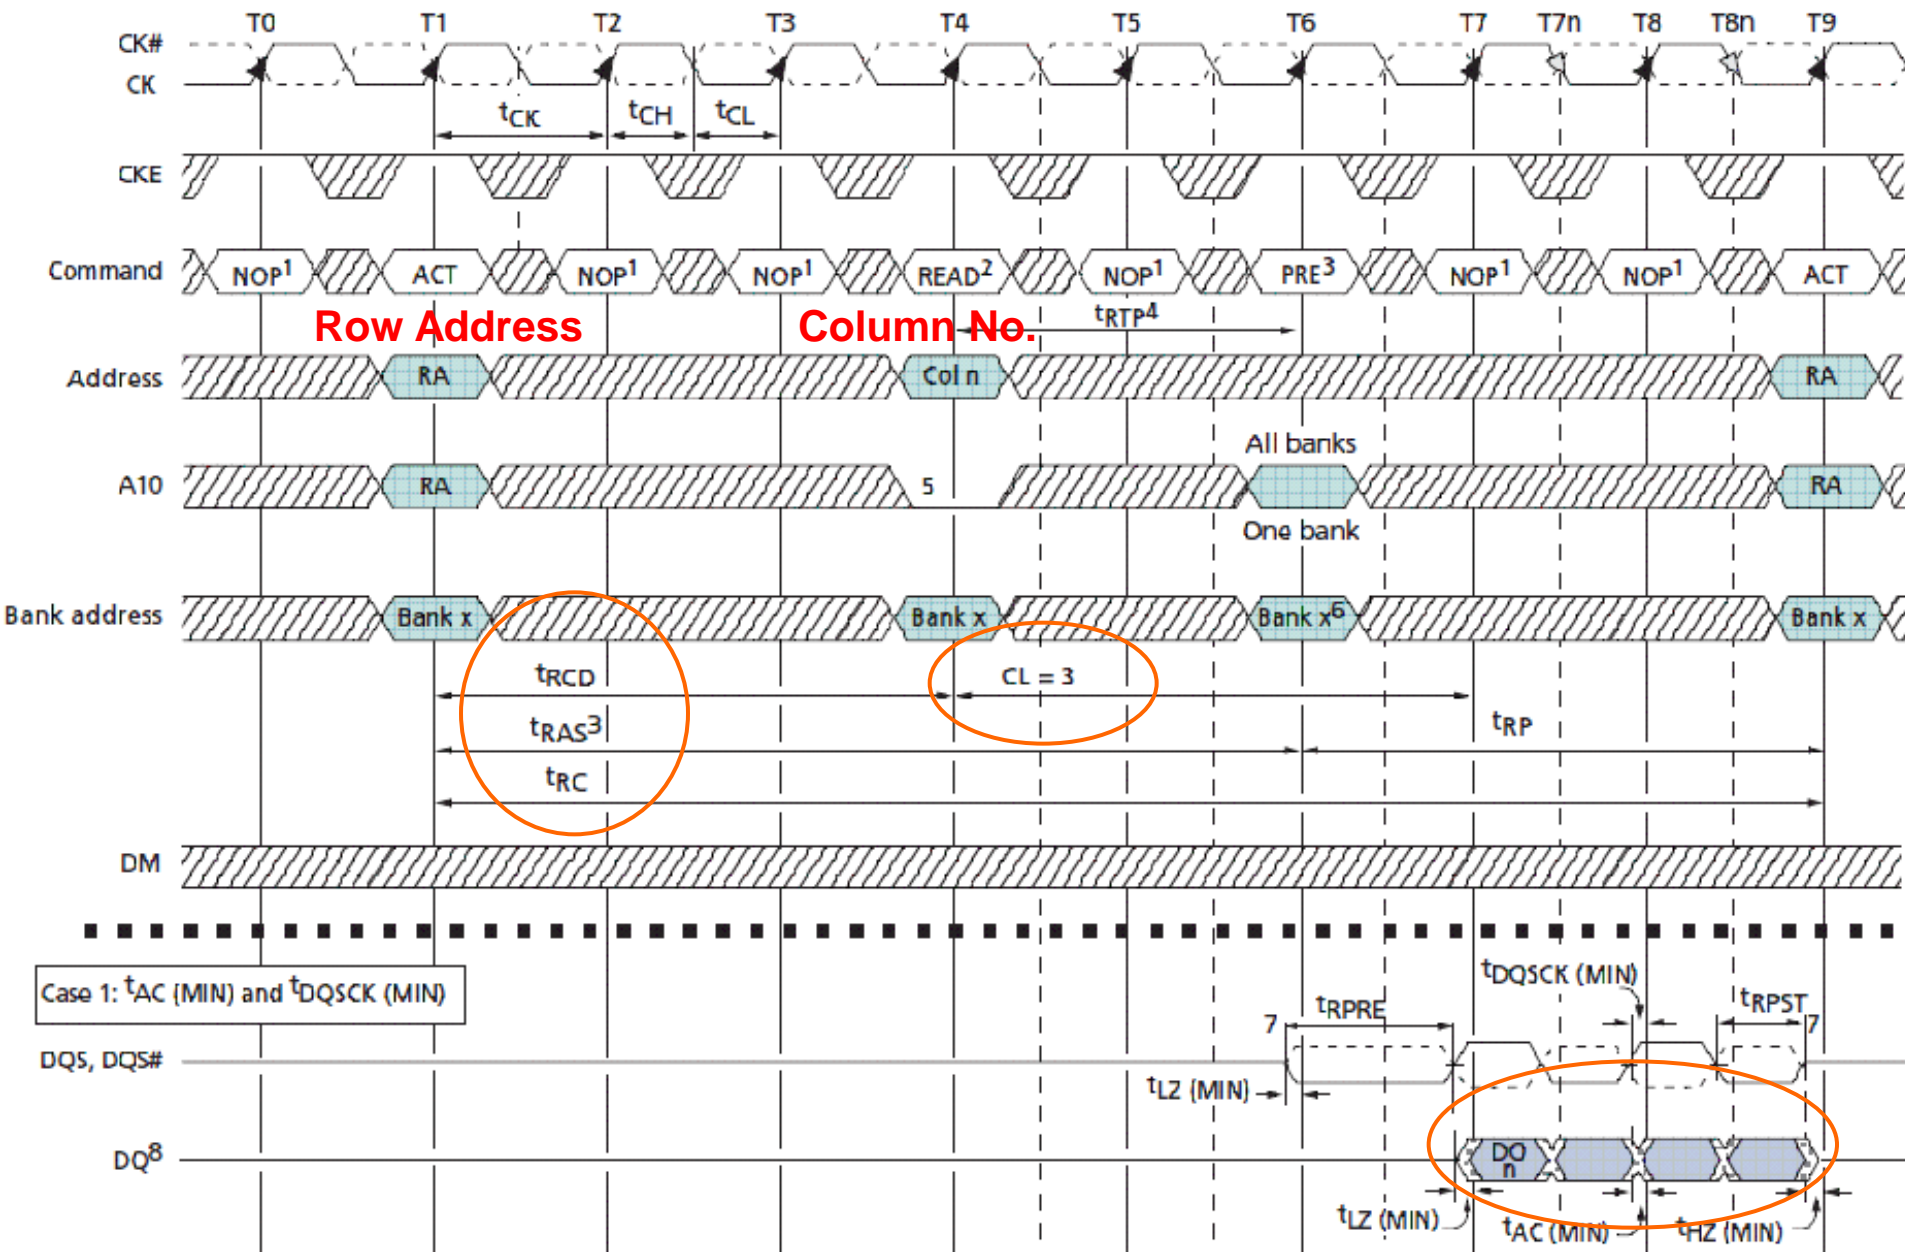 T0 T1 T2 T3 T4 T5 T6 T7 T7n T8 T8n T9
CK#
CK
tCK tCH tCL
CKE
Command NOP1 ACT NOP1 NOP1 READ2 NOP1 PRE3 NOP1 NOP1 ACT
Row Address Column No. tRTP4
Address RA Col n RA
All banks
A10 RA 5 RA
One bank
Bank address Bank x Bank x Bank x6 Bank x
tRCD CL = 3
tRAS3 tRP
tRC
DM
Case 1: tAC (MIN) and tDQSCK (MIN)
tDQSCK (MIN)
7 tRPRE tRPST 7
DQS, DQS#
tLZ (MIN)
DQ8 DO
n
tLZ (MIN) tAC (MIN) tHZ (MIN)